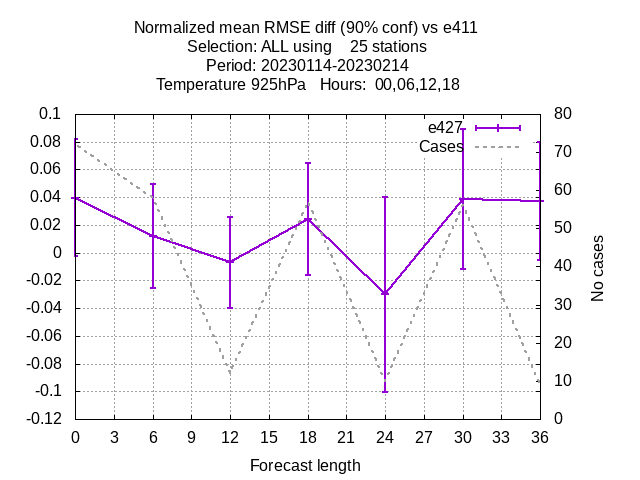 Normalized mean RMSE diff (90% conf) vs e411
Selection: ALL using    25 stations
Period: 20230114-20230214
Temperature 925hPa   Hours:  00,06,12,18
e427
Cases
0.1
0.08
0.06
0.04
0.02
0
-0.02
-0.04
-0.06
-0.08
-0.1
-0.12
80
70
60
50
40
30
20
10
0
No cases
0 3 6 9 12 15 18 21 24 27 30 33 36
Forecast length